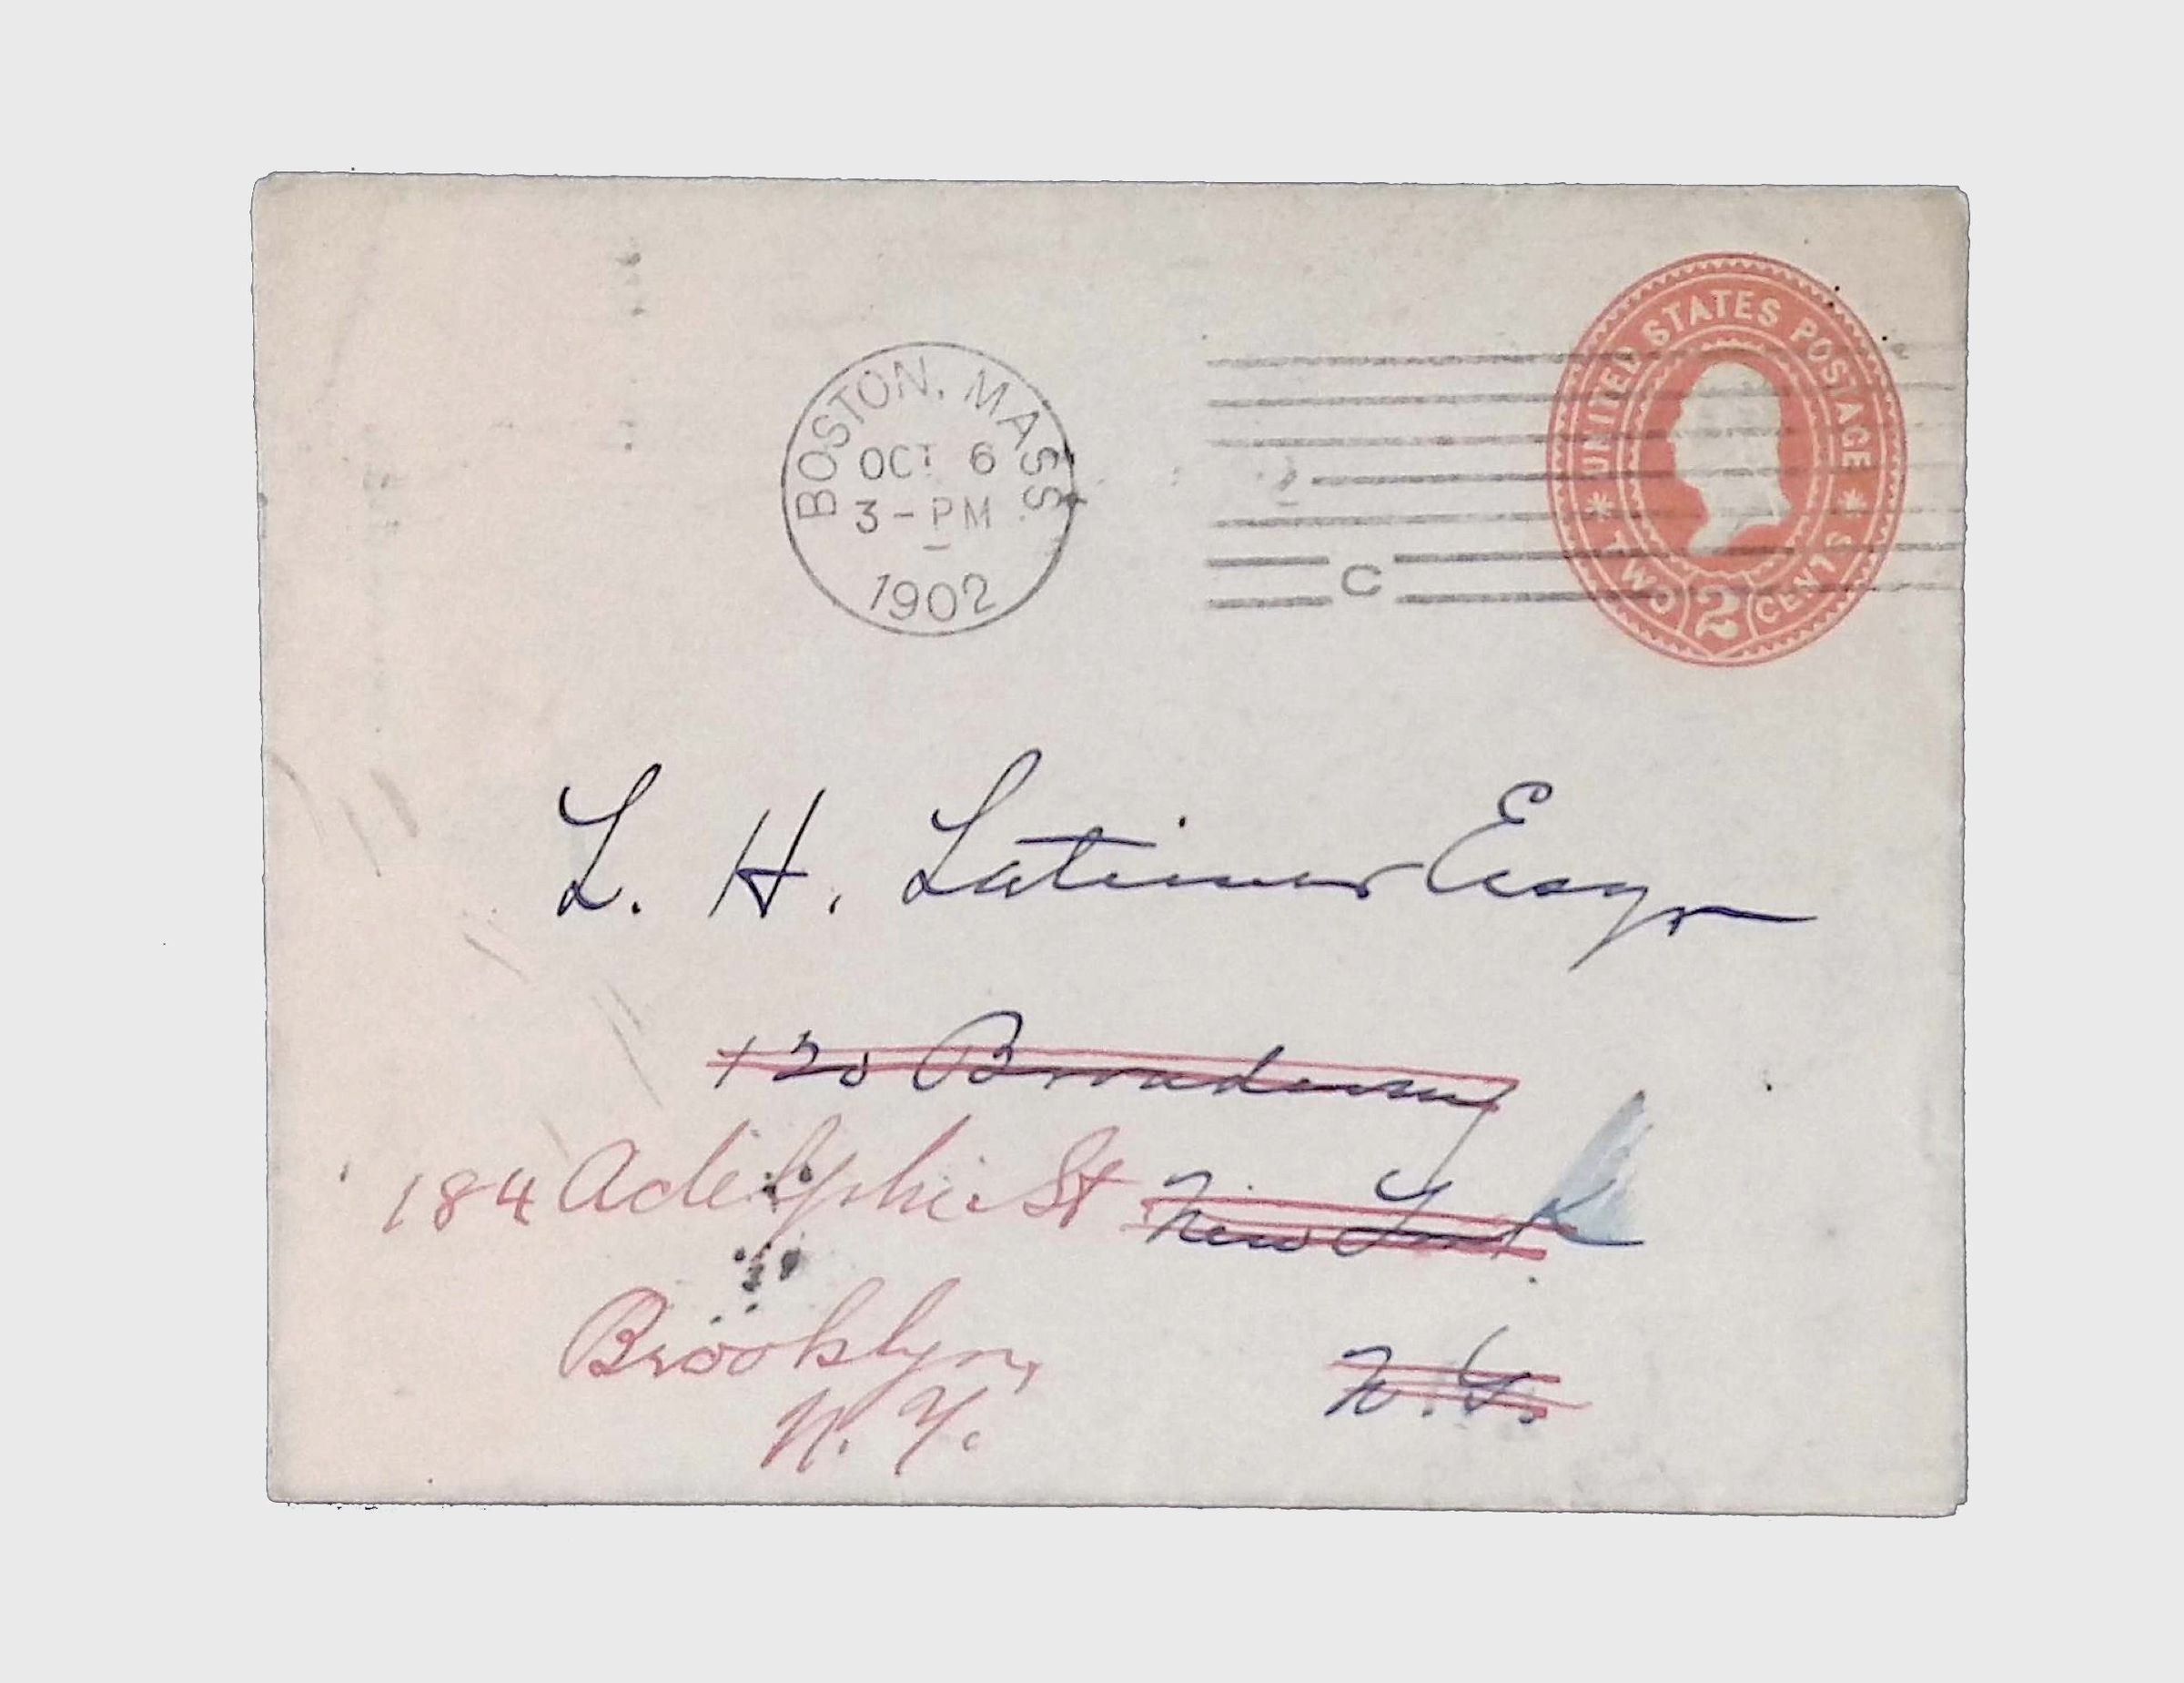 BOSTON, MASS.
OCT 6
3-PM
1902
C
UNITED STATES POSTAGE
TWO 2 CENTS
L. H. Latimer Esqr
120 Broadway
New York
N.Y.
184 Adelphi St
Brooklyn,
N.Y.